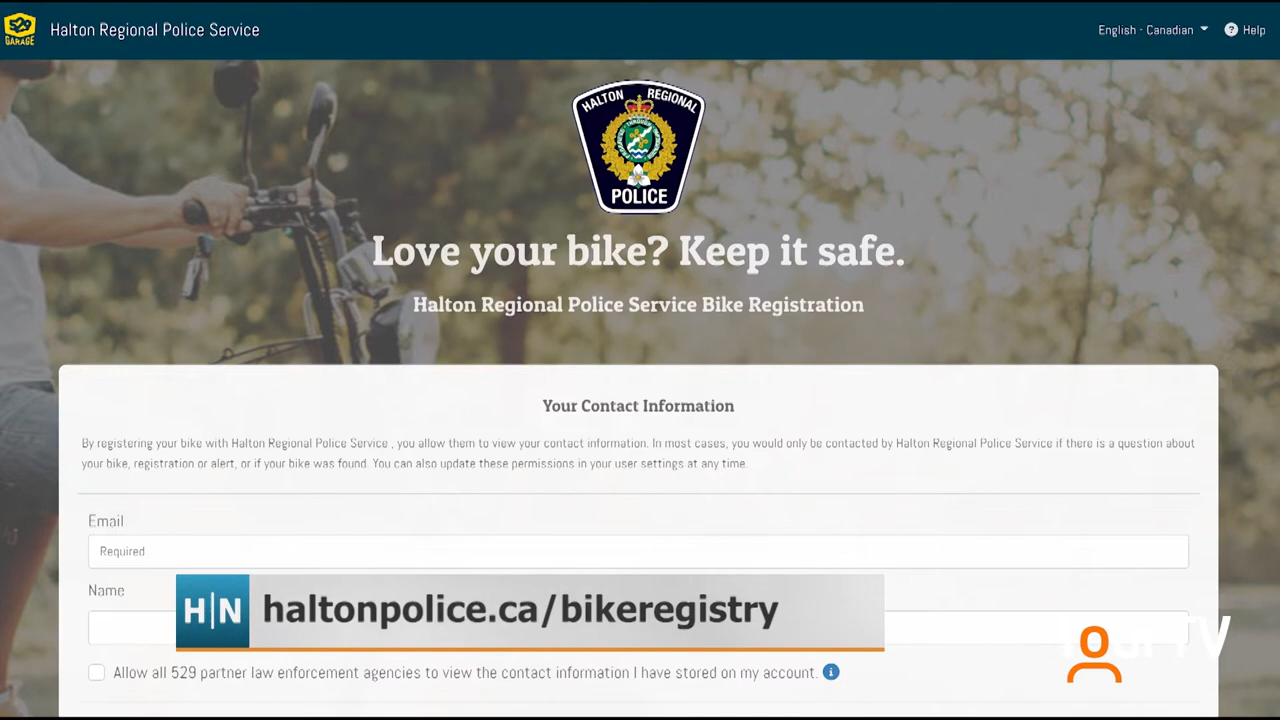 529
GARAGE
Halton Regional Police Service
English - Canadian
Help
HALTON REGIONAL
POLICE
Love your bike? Keep it safe.
Halton Regional Police Service Bike Registration
Your Contact Information
By registering your bike with Halton Regional Police Service , you allow them to view your contact information. In most cases, you would only be contacted by Halton Regional Police Service if there is a question about
your bike, registration or alert, or if your bike was found. You can also update these permissions in your user settings at any time.
Email
Required
Name
H|N
haltonpolice.ca/bikeregistry
YourTV
Allow all 529 partner law enforcement agencies to view the contact information I have stored on my account.